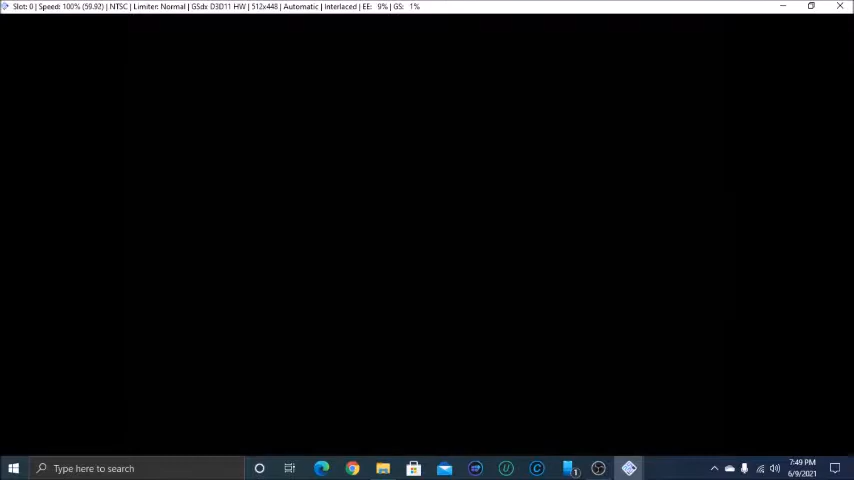 Slot: 0 | Speed: 100% (59.92) | NTSC | Limiter: Normal | GSdx D3D11 HW | 512x448 | Automatic | Interlaced | EE: 9% | GS: 1%
Type here to search
1
7:49 PM
6/9/2021